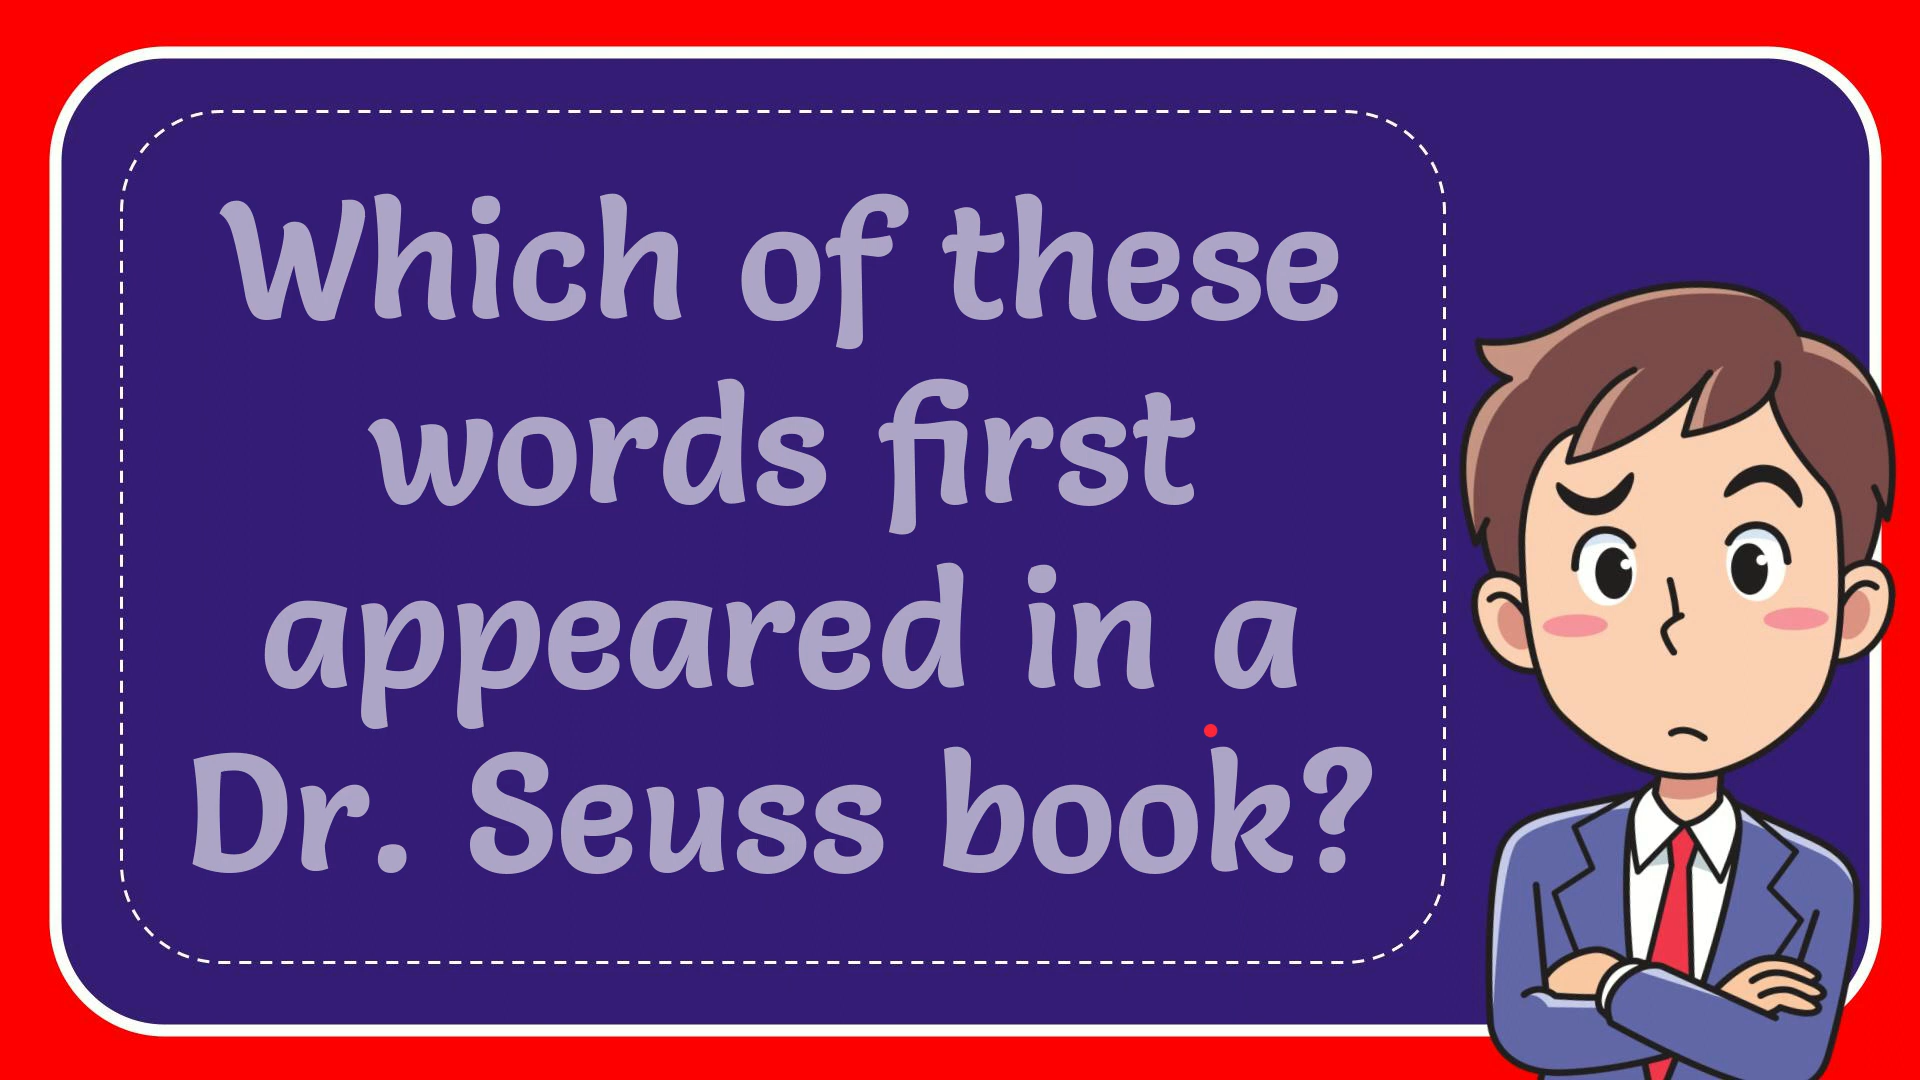 Which of these
words first
appeared in a
Dr. Seuss book?